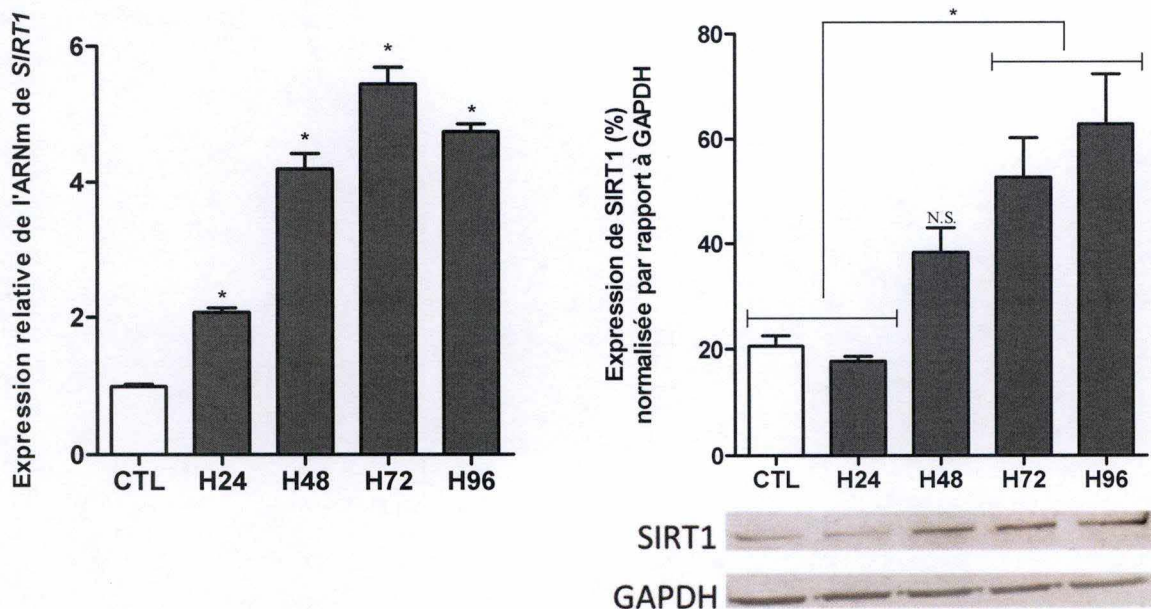 Expression relative de l'ARNm de SIRT1
6
4
2
0
*
*
*
*
CTL H24 H48 H72 H96
Expression de SIRT1 (%)
normalisée par rapport à GAPDH
80
60
40
20
0
*
N.S.
CTL H24 H48 H72 H96
SIRT1
GAPDH